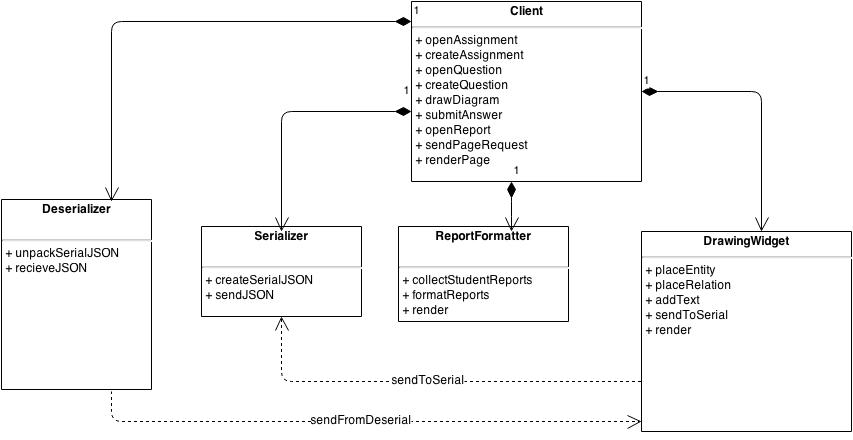 Client
1
+ openAssignment
+ createAssignment
+ openQuestion
+ createQuestion
+ drawDiagram
+ submitAnswer
+ openReport
+ sendPageRequest
+ renderPage
1
1
1
Deserializer
+ unpackSerialJSON
+ recieveJSON
Serializer
+ createSerialJSON
+ sendJSON
ReportFormatter
+ collectStudentReports
+ formatReports
+ render
DrawingWidget
+ placeEntity
+ placeRelation
+ addText
+ sendToSerial
+ render
sendToSerial
sendFromDeserial